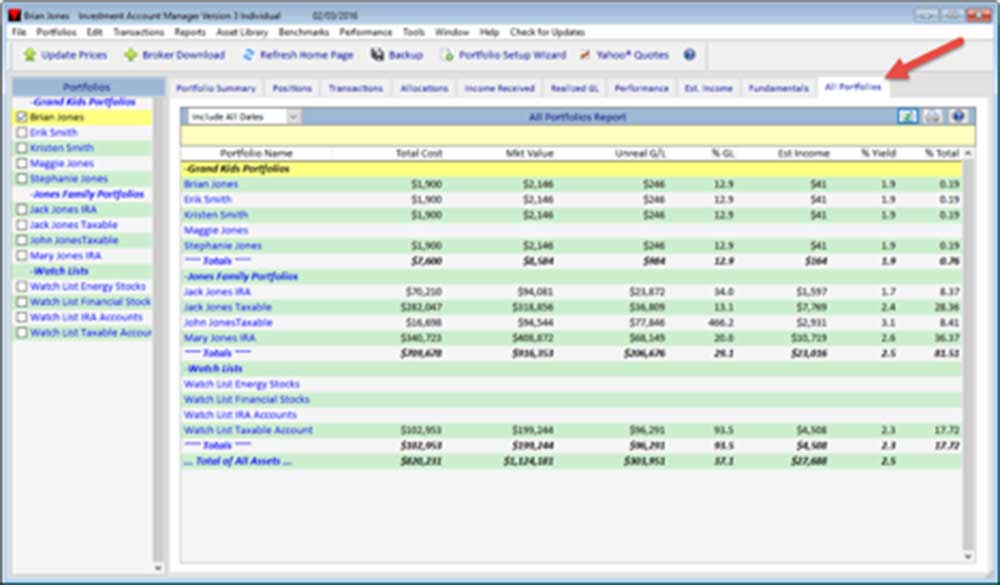 Brian Jones Investment Account Manager Version 3 Individual 02/03/2016
File Portfolios Edit Transactions Reports Asset Library Benchmarks Performance Tools Window Help Check for Updates
Update Prices Broker Download Refresh Home Page Backup Portfolio Setup Wizard Yahoo® Quotes
Portfolios
-Grand Kids Portfolios
Brian Jones
Erik Smith
Kristen Smith
Maggie Jones
Stephanie Jones
-Jones Family Portfolios
Jack Jones IRA
Jack Jones Taxable
John JonesTaxable
Mary Jones IRA
-Watch Lists
Watch List Energy Stocks
Watch List Financial Stock
Watch List IRA Accounts
Watch List Taxable Accour
Portfolio Summary Positions Transactions Allocations Income Received Realized GL Performance Est. Income Fundamentals All Portfolios
Include All Dates All Portfolios Report
Portfolio Name Total Cost Mkt Value Unreal G/L % GL Est Income % Yield % Total
-Grand Kids Portfolios
Brian Jones $1,900 $2,146 $246 12.9 $41 1.9 0.19
Erik Smith $1,900 $2,146 $246 12.9 $41 1.9 0.19
Kristen Smith $1,900 $2,146 $246 12.9 $41 1.9 0.19
Maggie Jones
Stephanie Jones $1,900 $2,146 $246 12.9 $41 1.9 0.19
**** Totals **** $7,600 $8,584 $984 12.9 $164 1.9 0.76
-Jones Family Portfolios
Jack Jones IRA $70,210 $94,081 $23,872 34.0 $1,597 1.7 8.37
Jack Jones Taxable $282,047 $318,856 $36,809 13.1 $7,769 2.4 28.36
John JonesTaxable $16,698 $94,544 $77,846 466.2 $2,931 3.1 8.41
Mary Jones IRA $340,723 $408,872 $68,149 20.0 $10,719 2.6 36.37
**** Totals **** $709,678 $916,353 $206,676 29.1 $23,016 2.5 81.51
-Watch Lists
Watch List Energy Stocks
Watch List Financial Stocks
Watch List IRA Accounts
Watch List Taxable Account $102,953 $199,244 $96,291 93.5 $4,508 2.3 17.72
**** Totals **** $102,953 $199,244 $96,291 93.5 $4,508 2.3 17.72
... Total of All Assets ... $820,231 $1,124,181 $303,951 37.1 $27,688 2.5